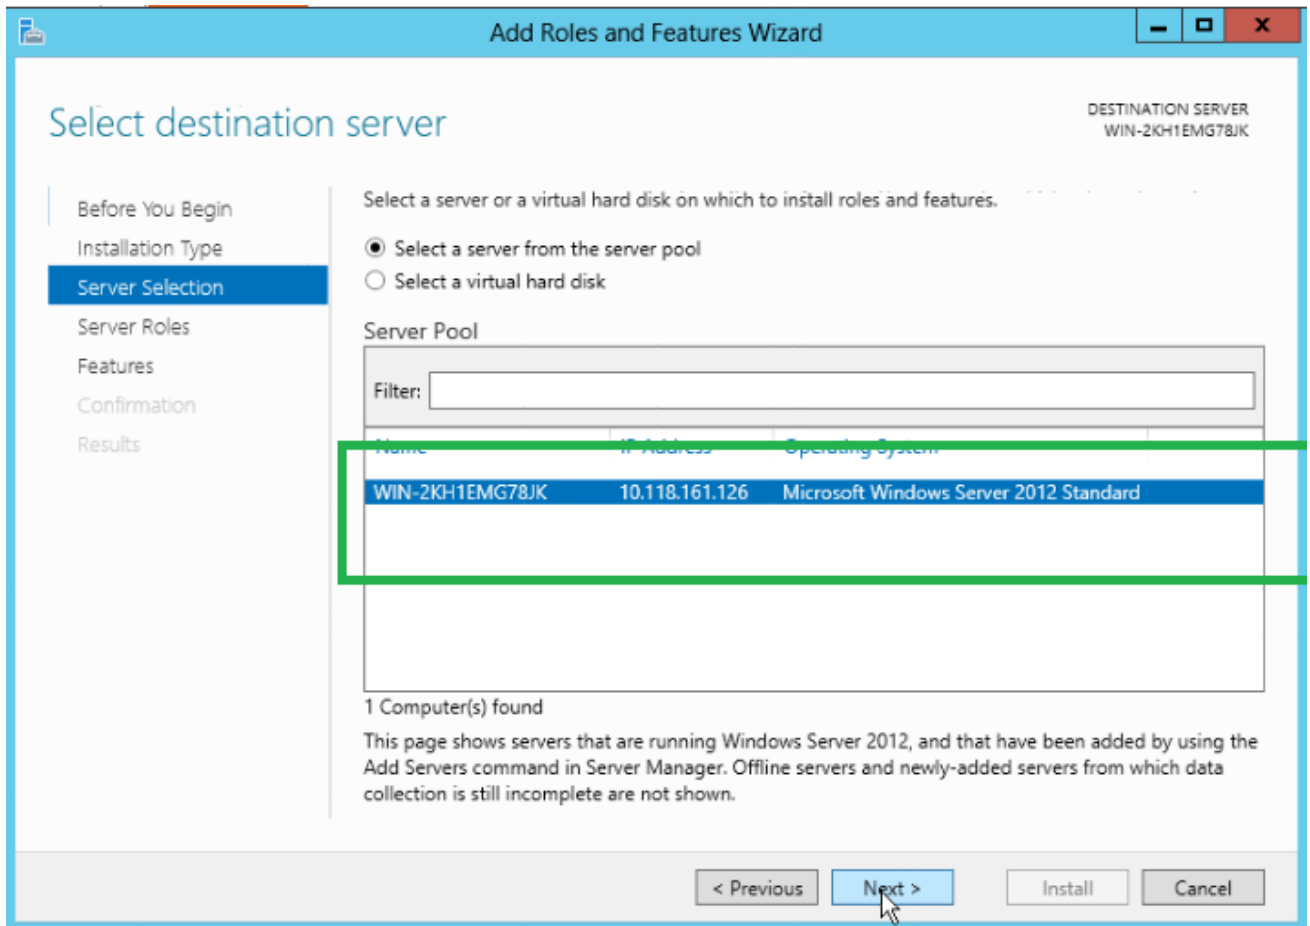 Add Roles and Features Wizard
Select destination server
DESTINATION SERVER
WIN-2KH1EMG78JK
Before You Begin
Installation Type
Server Selection
Server Roles
Features
Confirmation
Results
Select a server or a virtual hard disk on which to install roles and features.
Select a server from the server pool
Select a virtual hard disk
Server Pool
Filter:
Name IP Address Operating System
WIN-2KH1EMG78JK 10.118.161.126 Microsoft Windows Server 2012 Standard
1 Computer(s) found
This page shows servers that are running Windows Server 2012, and that have been added by using the
Add Servers command in Server Manager. Offline servers and newly-added servers from which data
collection is still incomplete are not shown.
< Previous Next > Install Cancel